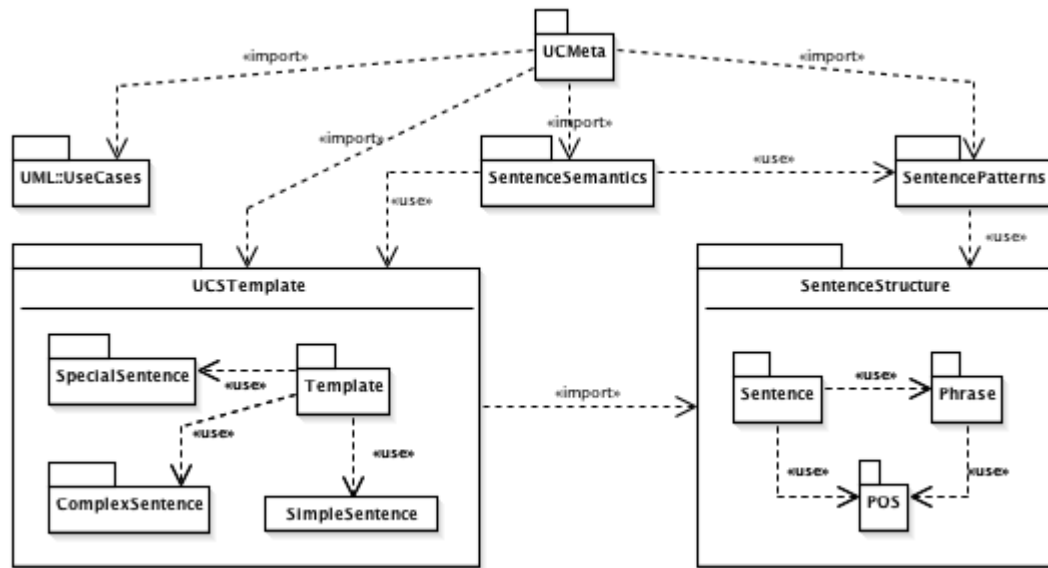 UCMeta
«import»
«import»
«import»
«import»
UML::UseCases
SentenceSemantics
«use»
SentencePatterns
«use»
«use»
UCSTemplate
SentenceStructure
SpecialSentence
«use»
Template
Sentence
«use»
Phrase
«import»
«use»
«use»
«use»
«use»
ComplexSentence
SimpleSentence
POS